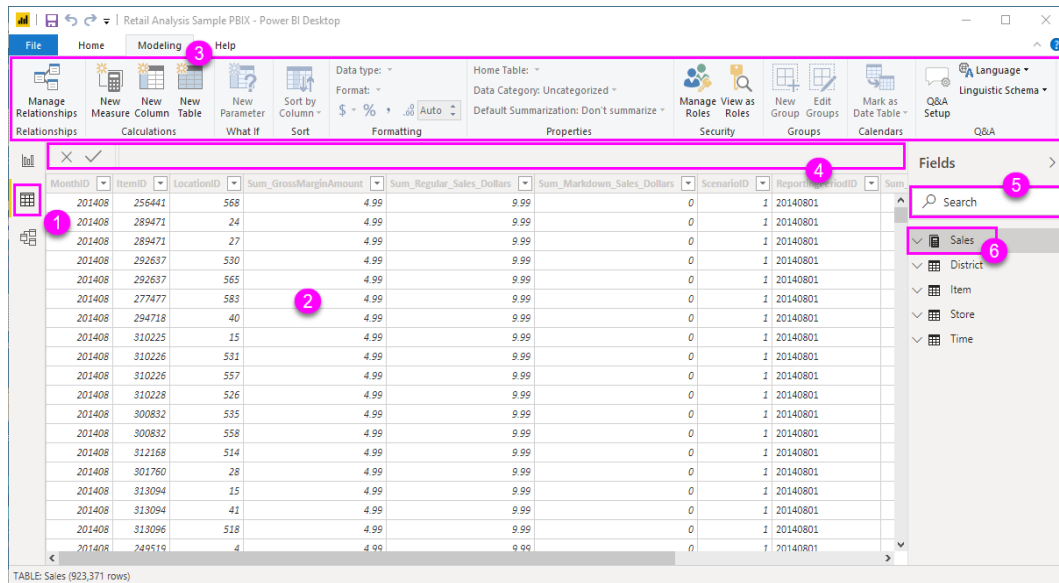 Retail Analysis Sample PBIX - Power BI Desktop
File Home Modeling Help
3
Manage Relationships
New Measure
New Column
New Table
New Parameter
Sort by Column
Data type:
Format:
$ % , .00 Auto
Home Table:
Data Category: Uncategorized
Default Summarization: Don't summarize
Manage Roles
View as Roles
New Group
Edit Groups
Mark as Date Table
Q&A Setup
Language
Linguistic Schema
Relationships Calculations What If Sort Formatting Properties Security Groups Calendars Q&A
4
Fields
5
Search
MonthID ItemID LocationID Sum_GrossMarginAmount Sum_Regular_Sales_Dollars Sum_Markdown_Sales_Dollars ScenarioID ReportingPeriodID Sum_
1
2
201408 256441 568 4.99 9.99 0 1 20140801
201408 289471 24 4.99 9.99 0 1 20140801
201408 289471 27 4.99 9.99 0 1 20140801
201408 292637 530 4.99 9.99 0 1 20140801
201408 292637 565 4.99 9.99 0 1 20140801
201408 277477 583 4.99 9.99 0 1 20140801
201408 294718 40 4.99 9.99 0 1 20140801
201408 310225 15 4.99 9.99 0 1 20140801
201408 310226 531 4.99 9.99 0 1 20140801
201408 310226 557 4.99 9.99 0 1 20140801
201408 310228 526 4.99 9.99 0 1 20140801
201408 300832 535 4.99 9.99 0 1 20140801
201408 300832 558 4.99 9.99 0 1 20140801
201408 312168 514 4.99 9.99 0 1 20140801
201408 301760 28 4.99 9.99 0 1 20140801
201408 313094 15 4.99 9.99 0 1 20140801
201408 313094 41 4.99 9.99 0 1 20140801
201408 313096 518 4.99 9.99 0 1 20140801
201408 249519 4 4.99 9.99 0 1 20140801
Sales
6
District
Item
Store
Time
TABLE: Sales (923,371 rows)